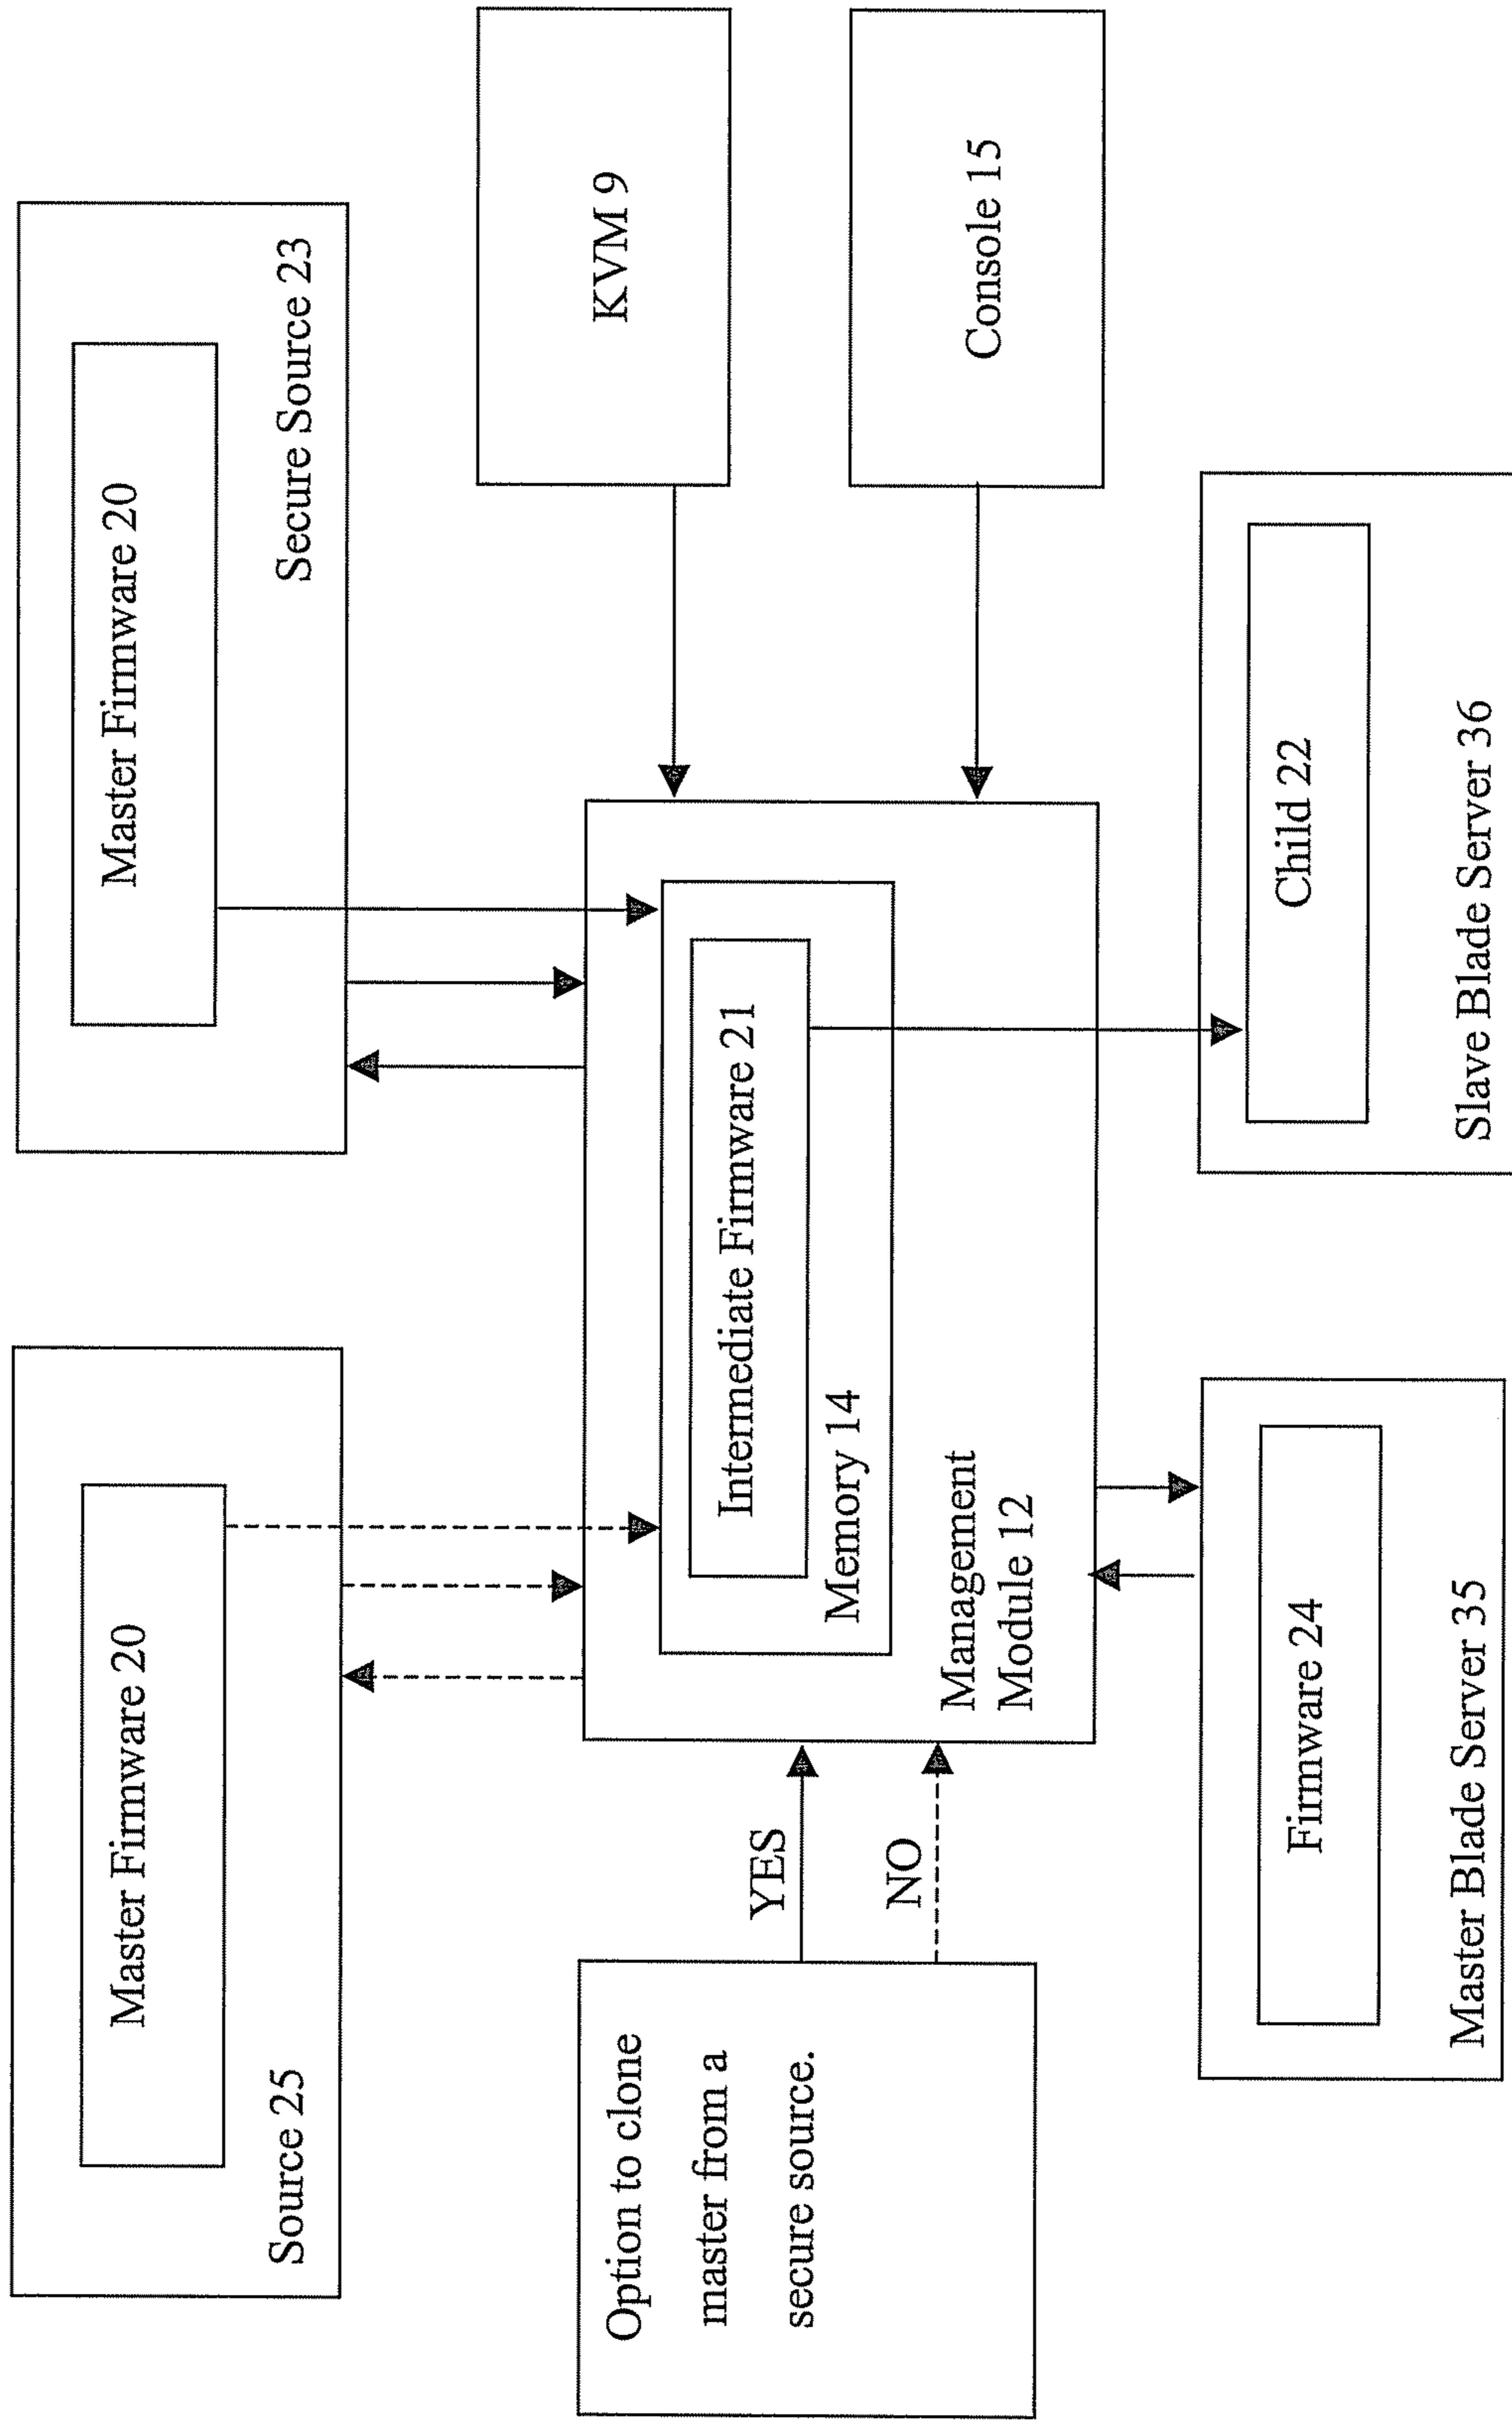 Master Firmware 20
Source 25
Master Firmware 20
Secure Source 23
Option to clone
master from a
secure source.
YES
NO
Intermediate Firmware 21
Memory 14
Management
Module 12
KVM 9
Console 15
Firmware 24
Master Blade Server 35
Child 22
Slave Blade Server 36